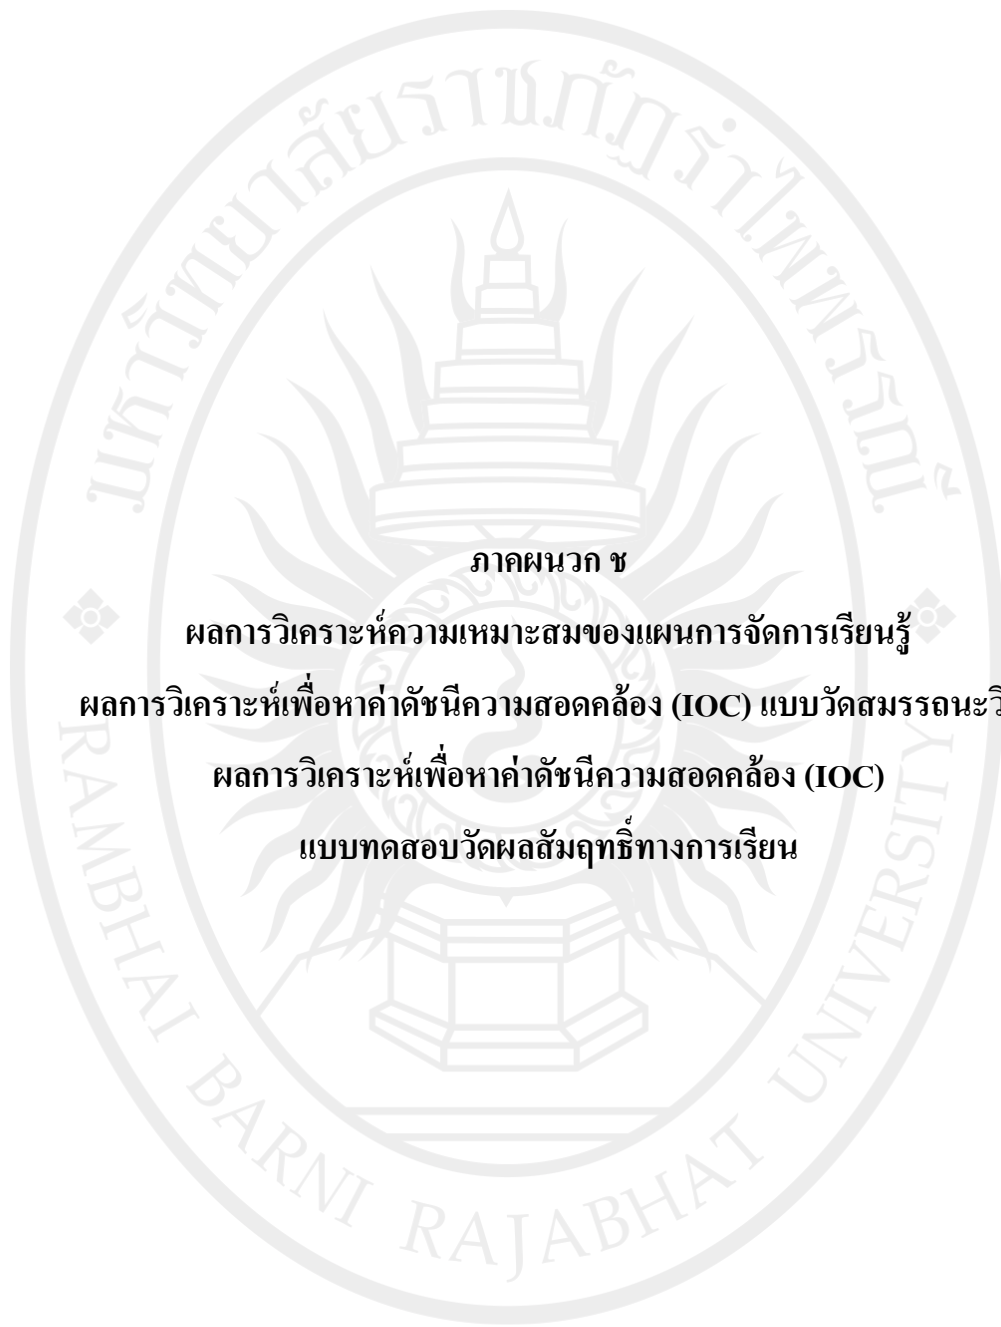 มหาวิทยาลัยราชภัฏรำไพพรรณี
ภาคผนวก ช
ผลการวิเคราะห์ความเหมาะสมของแผนการจัดการเรียนรู้
ผลการวิเคราะห์เพื่อหาค่าดัชนีความสอดคล้อง (IOC) แบบวัดสมรรถนะวิ
ผลการวิเคราะห์เพื่อหาค่าดัชนีความสอดคล้อง (IOC)
แบบทดสอบวัดผลสัมฤทธิ์ทางการเรียน
RAMBHAI BARNI RAJABHAT UNIVERSITY